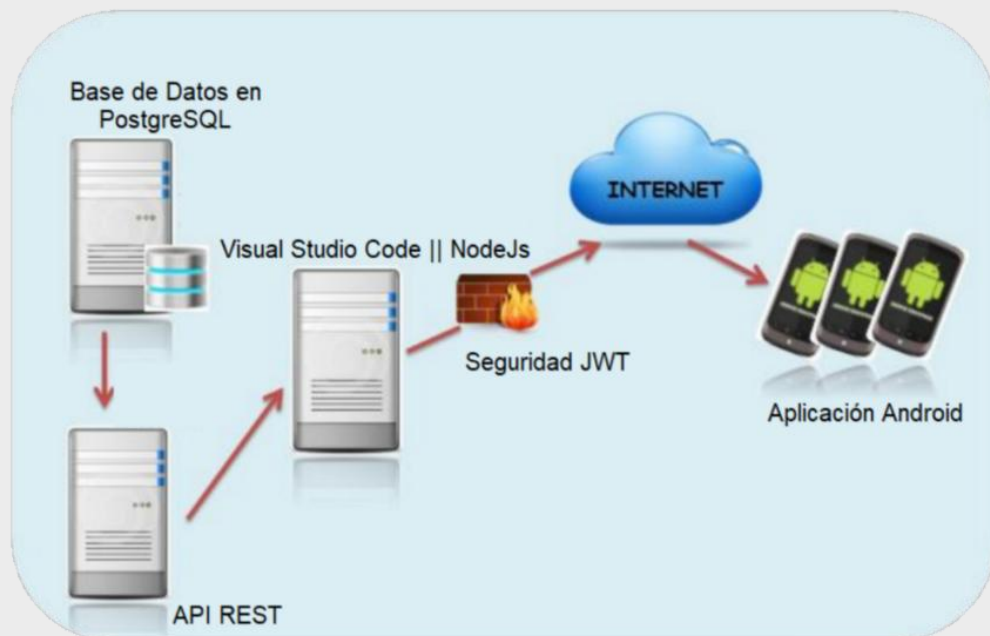 Base de Datos en
PostgreSQL
Visual Studio Code || NodeJs
INTERNET
Seguridad JWT
Aplicación Android
API REST